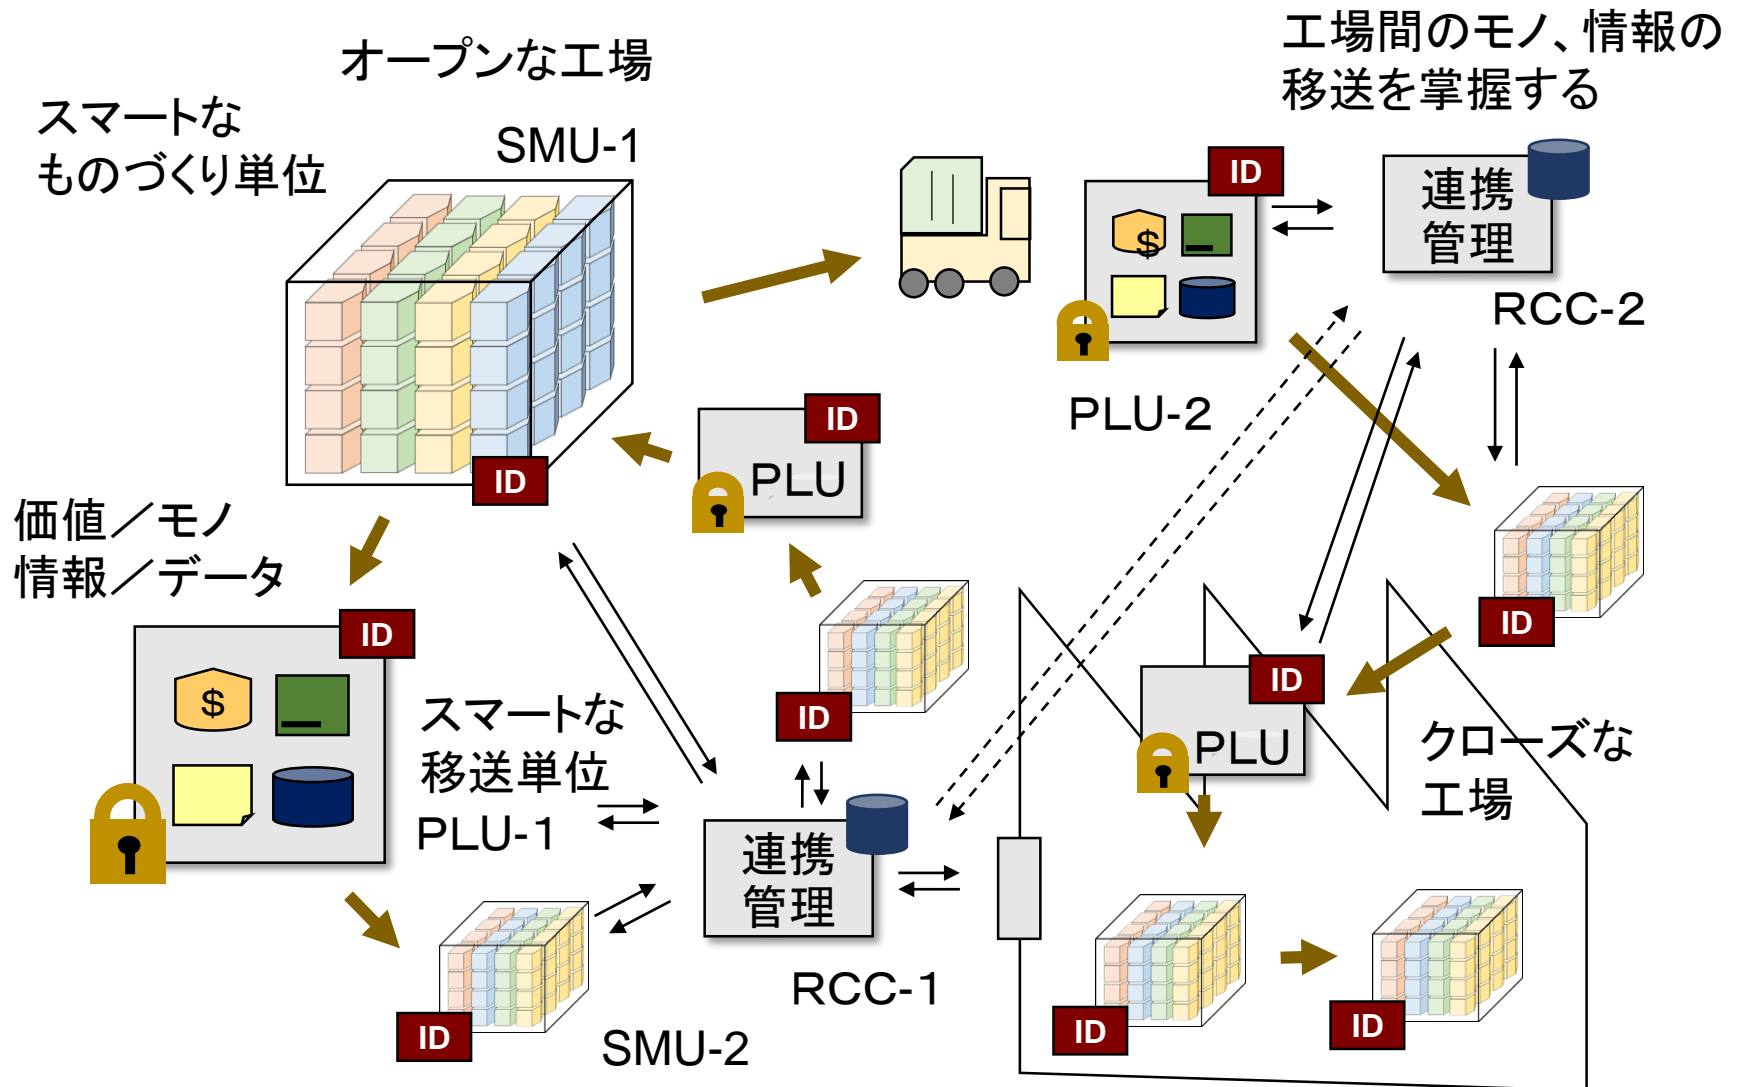 オープンな工場
スマートな
ものづくり単位
SMU-1
工場間のモノ、情報の
移送を掌握する
ID
$
連携
管理
RCC-2
PLU-2
ID
PLU
ID
価値／モノ
情報／データ
ID
$
スマートな
移送単位
PLU-1
ID
ID
ID
PLU
クローズな
工場
連携
管理
RCC-1
ID
SMU-2
ID
ID